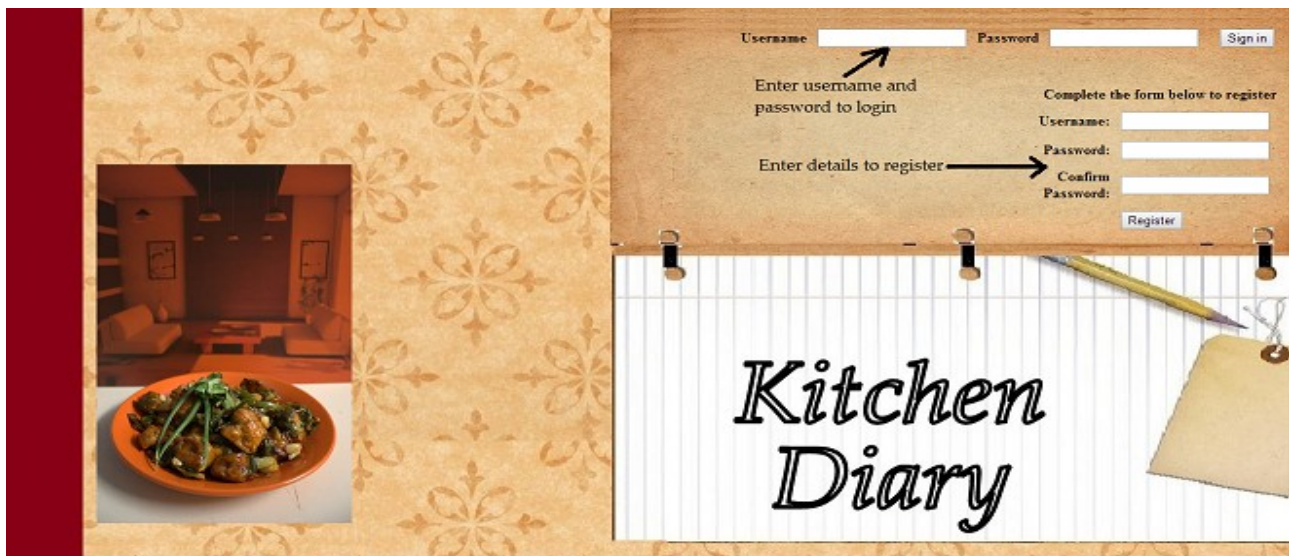 Username Password Sign in
Enter username and
password to login
Complete the form below to register
Username:
Password:
Enter details to register
Confirm
Password:
Register
Kitchen
Diary